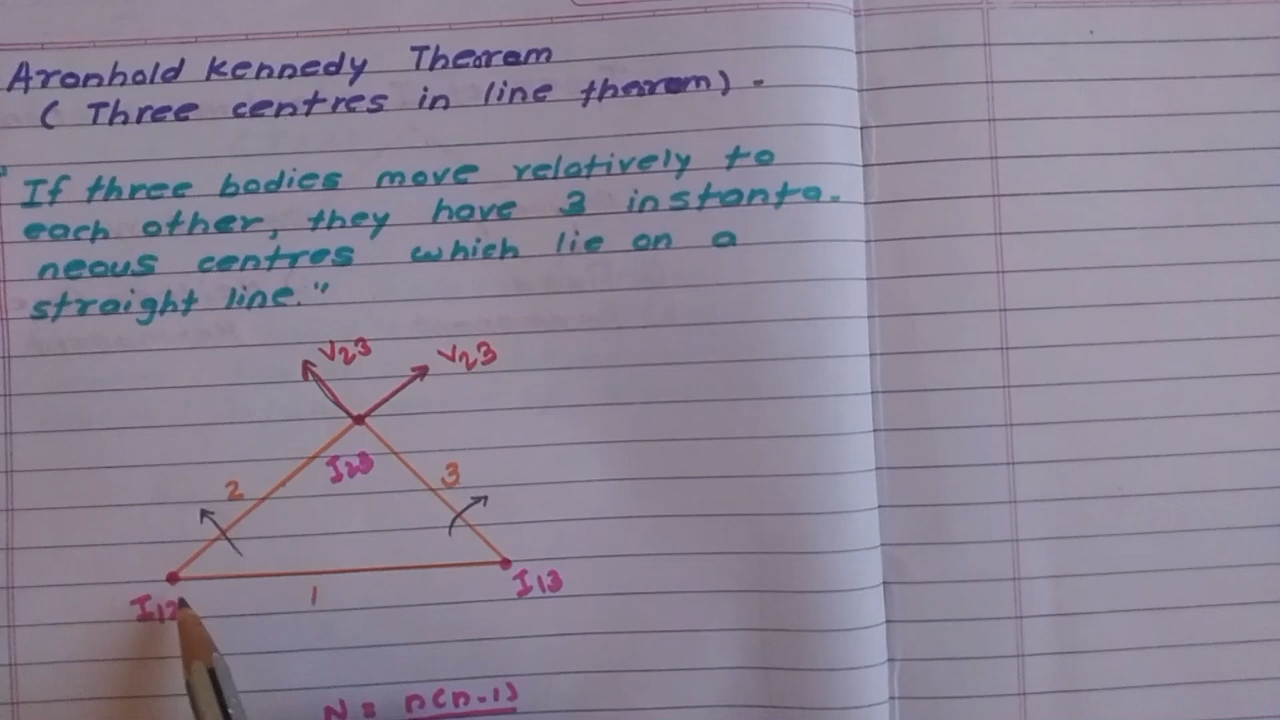 Aronhold Kennedy Theorem
( Three centres in line therem) .
"If three bodies move relatively to
each other, they have 3 instanta.
neous centres which lie on a
straight line."
V23 V23
I23
2 3
I12 I13
1
N = n(n-1)